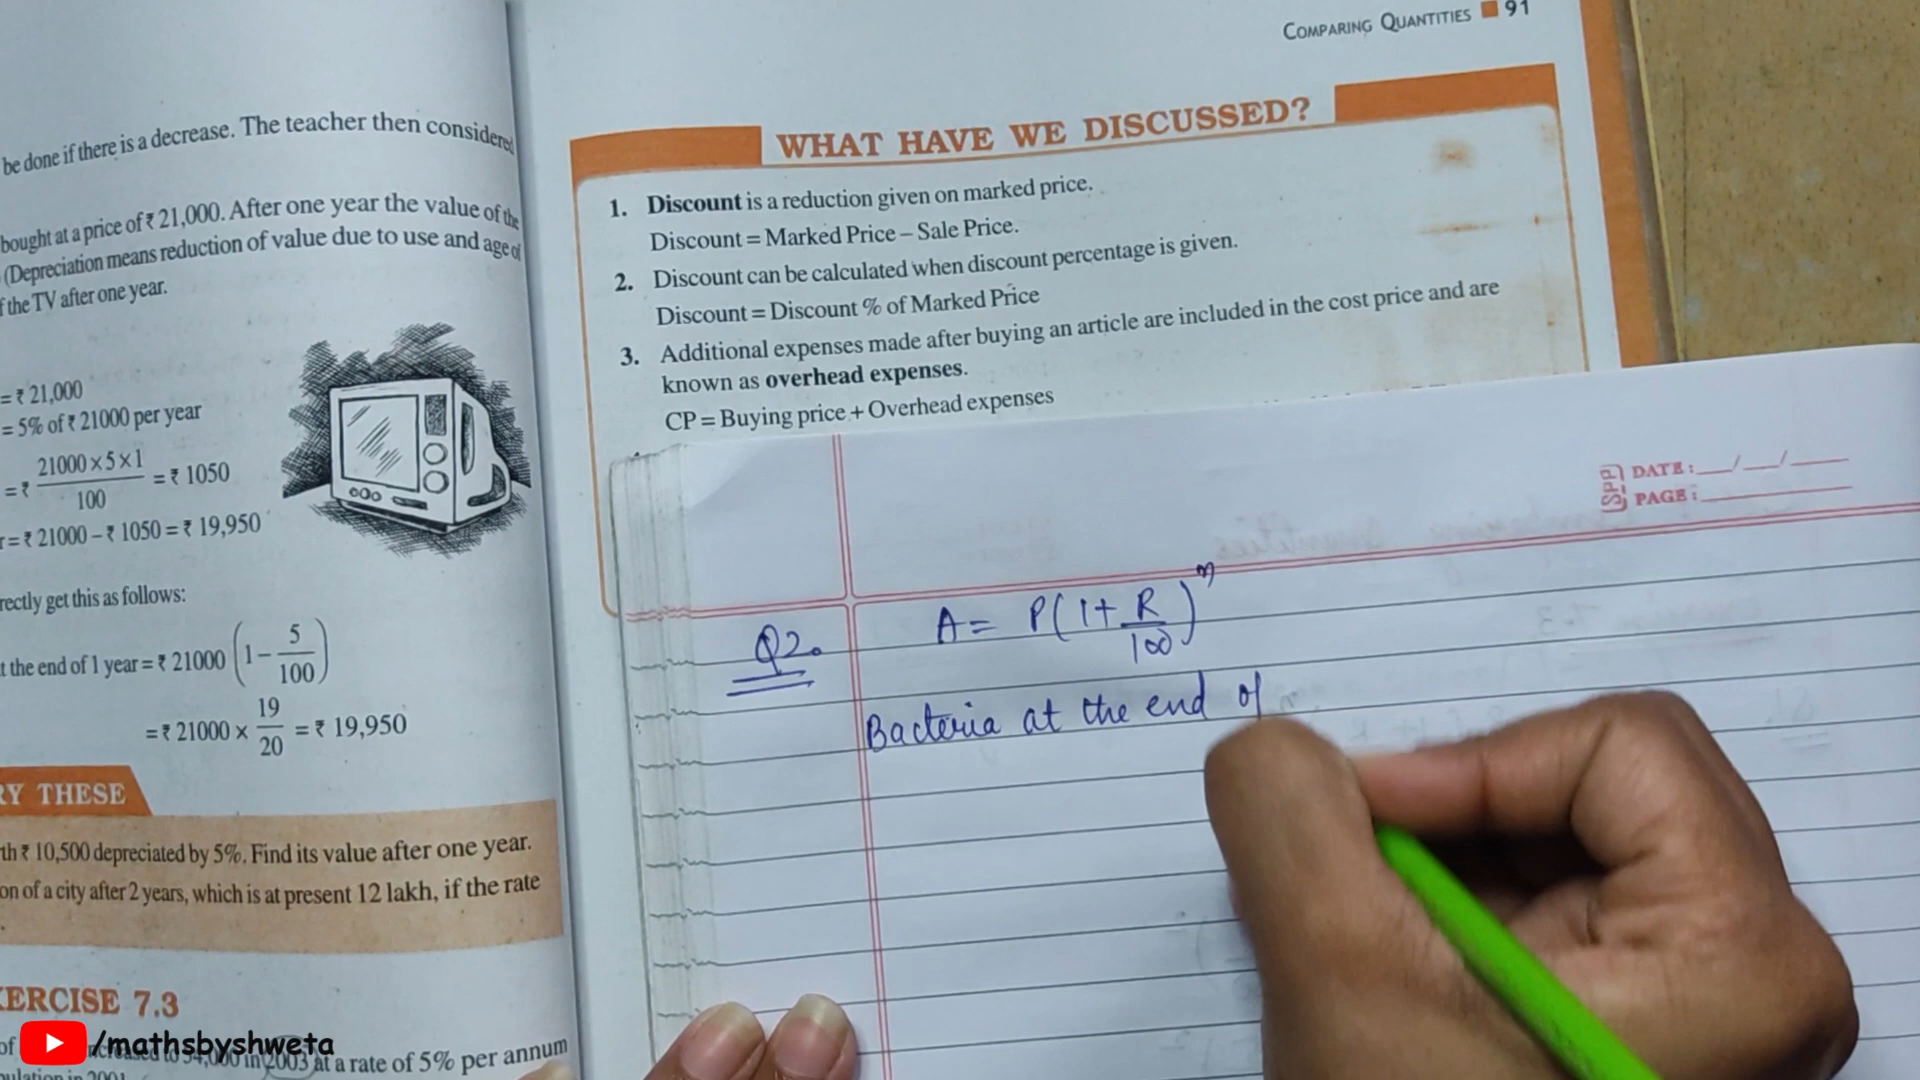 COMPARING QUANTITIES 91
be done if there is a decrease. The teacher then considered
bought at a price of ₹ 21,000. After one year the value of the
(Depreciation means reduction of value due to use and age of
f the TV after one year.
= ₹ 21,000
= 5% of ₹ 21000 per year
= ₹ 21000 × 5 × 1 / 100 = ₹ 1050
r = ₹ 21000 – ₹ 1050 = ₹ 19,950
rectly get this as follows:
t the end of 1 year = ₹ 21000 (1 – 5/100)
= ₹ 21000 × 19/20 = ₹ 19,950
RY THESE
th ₹ 10,500 depreciated by 5%. Find its value after one year.
on of a city after 2 years, which is at present 12 lakh, if the rate
ERCISE 7.3
of
in 2003 at a rate of 5% per annum
/mathsbyshweta
WHAT HAVE WE DISCUSSED?
1. Discount is a reduction given on marked price.
Discount = Marked Price – Sale Price.
2. Discount can be calculated when discount percentage is given.
Discount = Discount % of Marked Price
3. Additional expenses made after buying an article are included in the cost price and are
known as overhead expenses.
CP = Buying price + Overhead expenses
SPP DATE: __/__/__
PAGE:
Q2. A = P(1 + R/100)^n
Bacteria at the end of